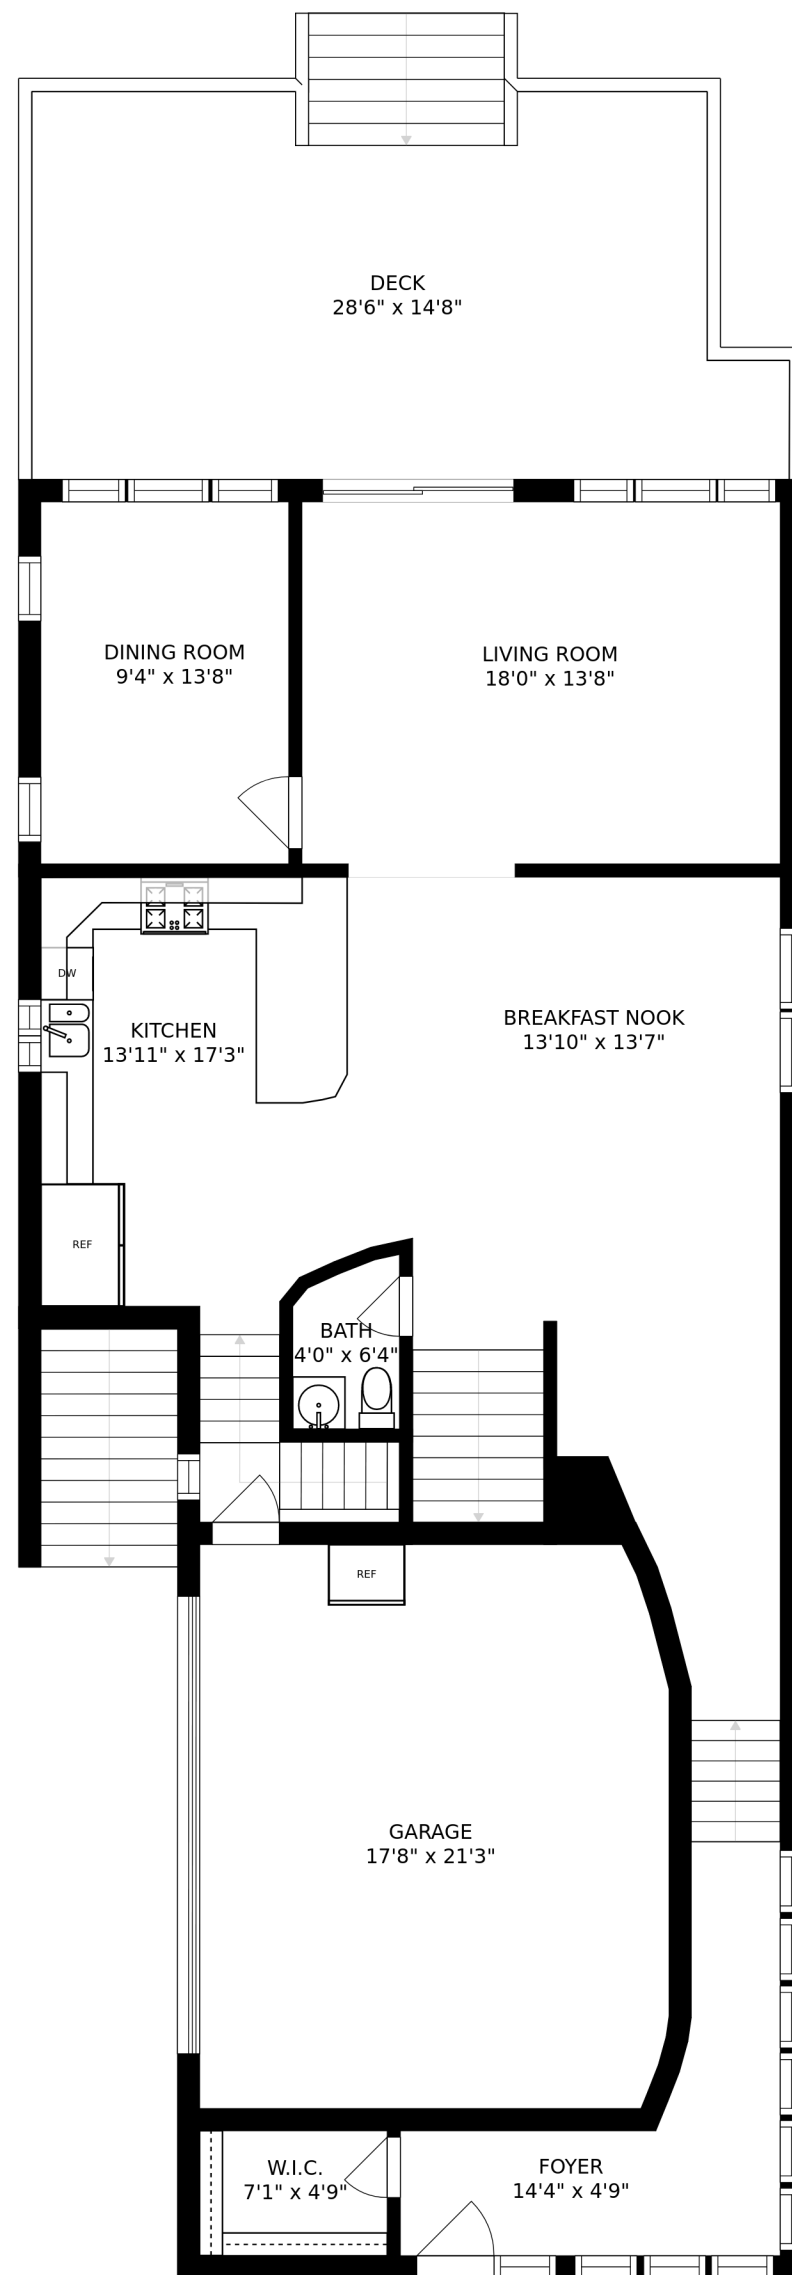 DECK
28'6" x 14'8"
DINING ROOM
9'4" x 13'8"
LIVING ROOM
18'0" x 13'8"
DW
KITCHEN
13'11" x 17'3"
BREAKFAST NOOK
13'10" x 13'7"
REF
BATH
4'0" x 6'4"
REF
GARAGE
17'8" x 21'3"
W.I.C.
7'1" x 4'9"
FOYER
14'4" x 4'9"